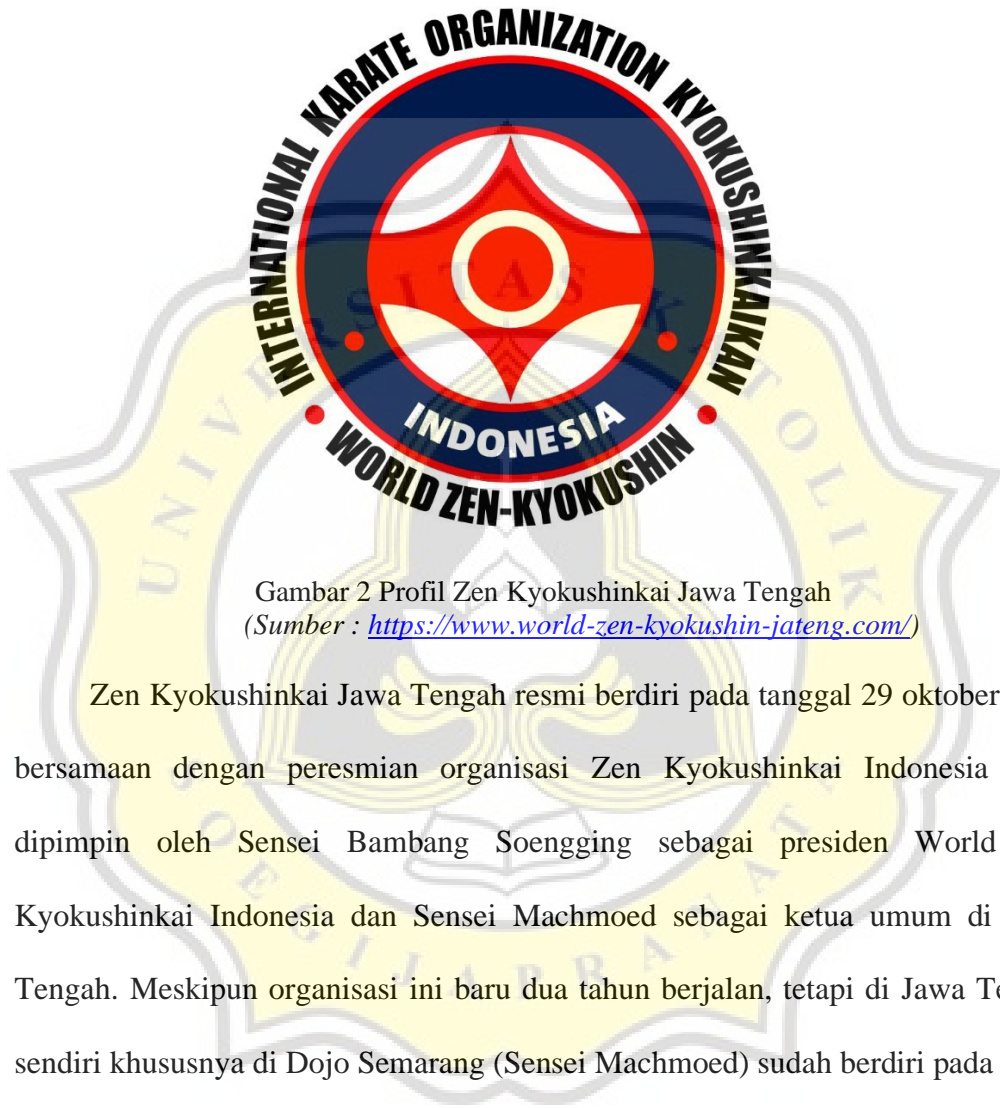 INTERNATIONAL KARATE ORGANIZATION KYOKUSHINKAIKAN
INDONESIA
WORLD ZEN-KYOKUSHIN
UNIVERSITAS KATOLIK
SOEGIJAPRANATA
Gambar 2 Profil Zen Kyokushinkai Jawa Tengah
(Sumber : https://www.world-zen-kyokushin-jateng.com/)
Zen Kyokushinkai Jawa Tengah resmi berdiri pada tanggal 29 oktober
bersamaan dengan peresmian organisasi Zen Kyokushinkai Indonesia
dipimpin oleh Sensei Bambang Soengging sebagai presiden World
Kyokushinkai Indonesia dan Sensei Machmoed sebagai ketua umum di
Tengah. Meskipun organisasi ini baru dua tahun berjalan, tetapi di Jawa
sendiri khususnya di Dojo Semarang (Sensei Machmoed) sudah berdiri pada